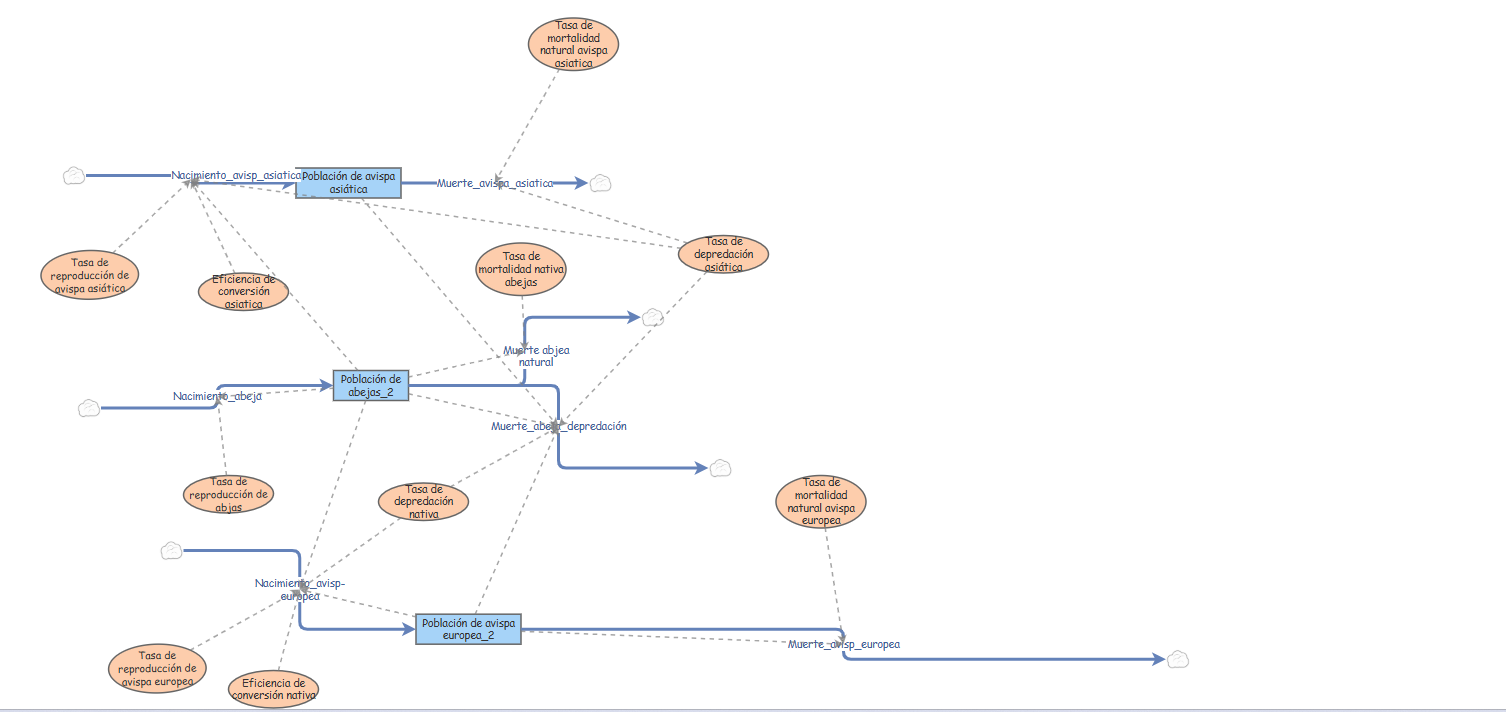 Tasa de
mortalidad
natural avispa
asiatica
Nacimiento_avisp_asiatica
Población de avispa
asiática
Muerte_avispa_asiatica
Tasa de
depredación
asiática
Tasa de
reproducción de
avispa asiática
Eficiencia de
conversión
asiatica
Tasa de
mortalidad nativa
abejas
Muerte abjea
natural
Población de
abejas_2
Nacimiento_abeja
Muerte_abeja_depredación
Tasa de
reproducción de
abjas
Tasa de
depredación
nativa
Tasa de
mortalidad
natural avispa
europea
Nacimiento_avisp-
europea
Población de avispa
europea_2
Muerte_avisp_europea
Tasa de
reproducción de
avispa europea
Eficiencia de
conversión nativa